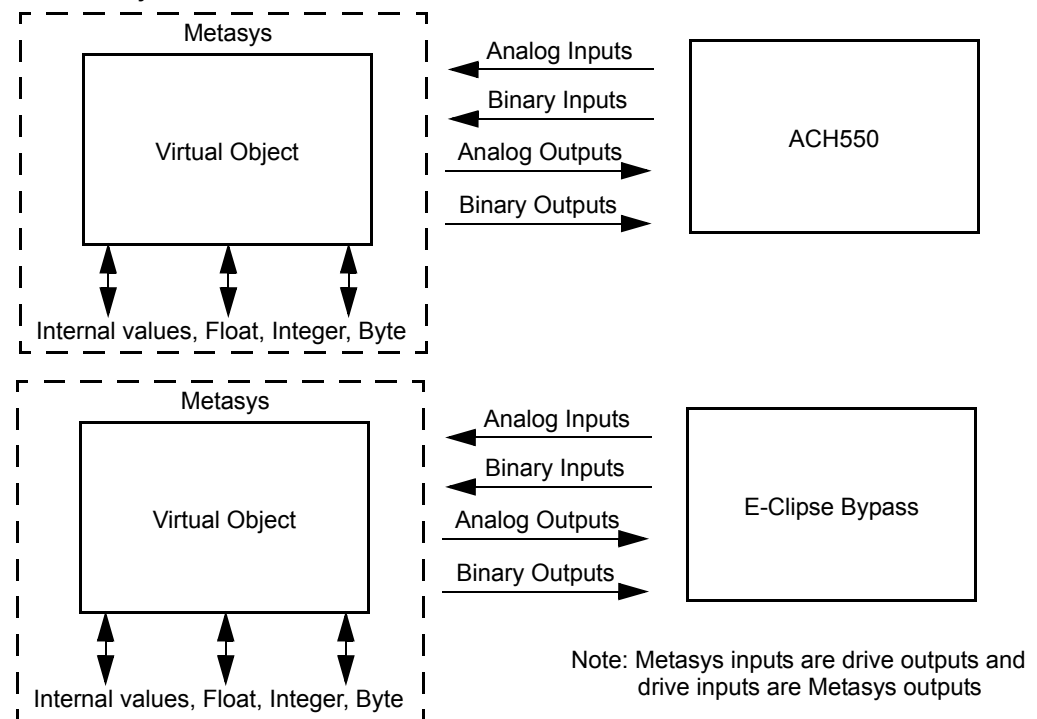 Metasys
Virtual Object
Analog Inputs
Binary Inputs
Analog Outputs
Binary Outputs
ACH550
Internal values, Float, Integer, Byte
Metasys
Virtual Object
Analog Inputs
Binary Inputs
Analog Outputs
Binary Outputs
E-Clipse Bypass
Internal values, Float, Integer, Byte
Note: Metasys inputs are drive outputs and
drive inputs are Metasys outputs